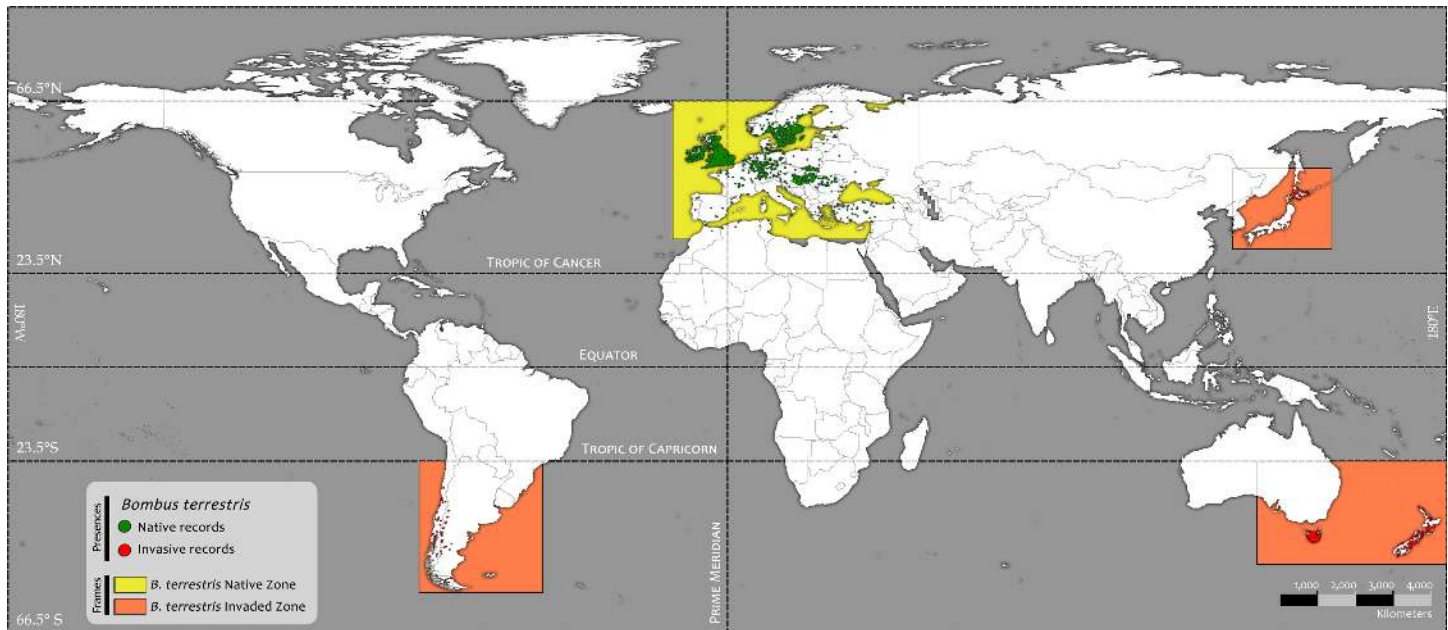 66.5°N
TROPIC OF CANCER
23.5°N
180°W
180°E
EQUATOR
23.5°S
TROPIC OF CAPRICORN
PRIME MERIDIAN
Presences
Bombus terrestris
Native records
Invasive records
Frames
B. terrestris Native Zone
B. terrestris Invaded Zone
1,000 2,000 3,000 4,000
Kilometers
66.5° S